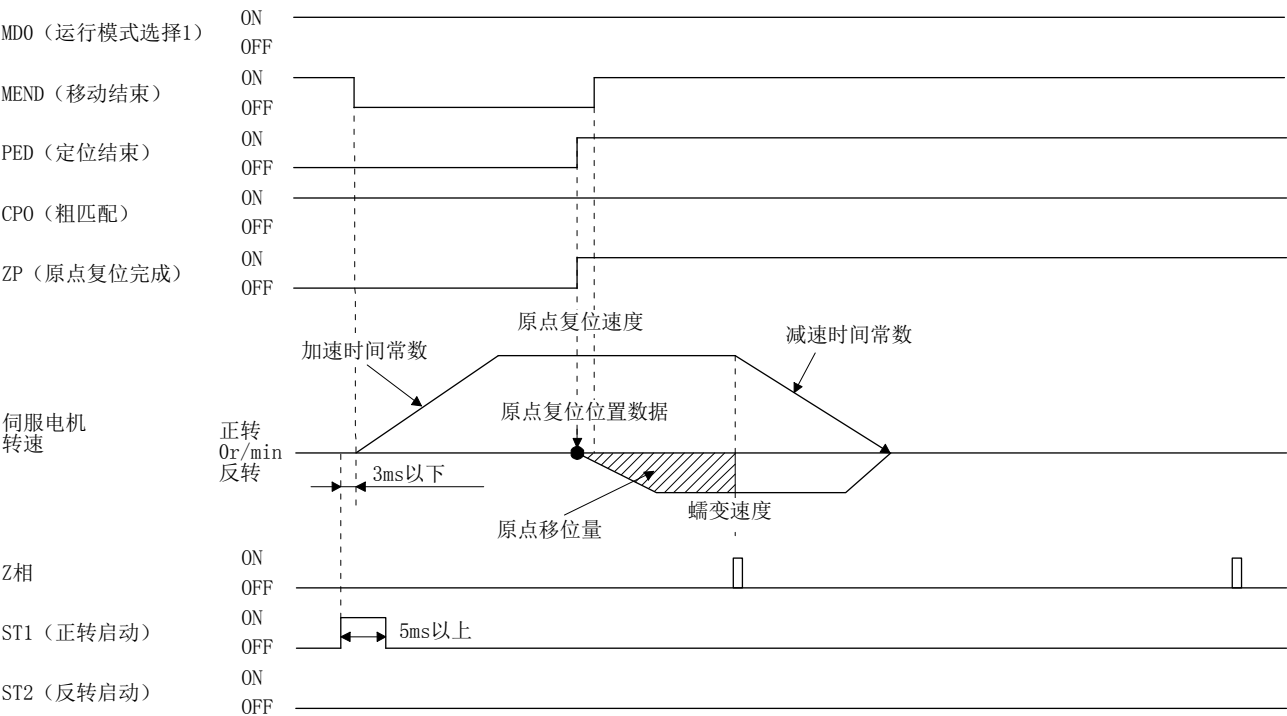 MD0（运行模式选择1）
ON
OFF
MEND（移动结束）
ON
OFF
PED（定位结束）
ON
OFF
CPO（粗匹配）
ON
OFF
ZP（原点复位完成）
ON
OFF
原点复位速度
加速时间常数
减速时间常数
原点复位位置数据
伺服电机
转速
正转
0r/min
反转
3ms以下
蠕变速度
原点移位量
Z相
ON
OFF
ST1（正转启动）
ON
OFF
5ms以上
ST2（反转启动）
ON
OFF